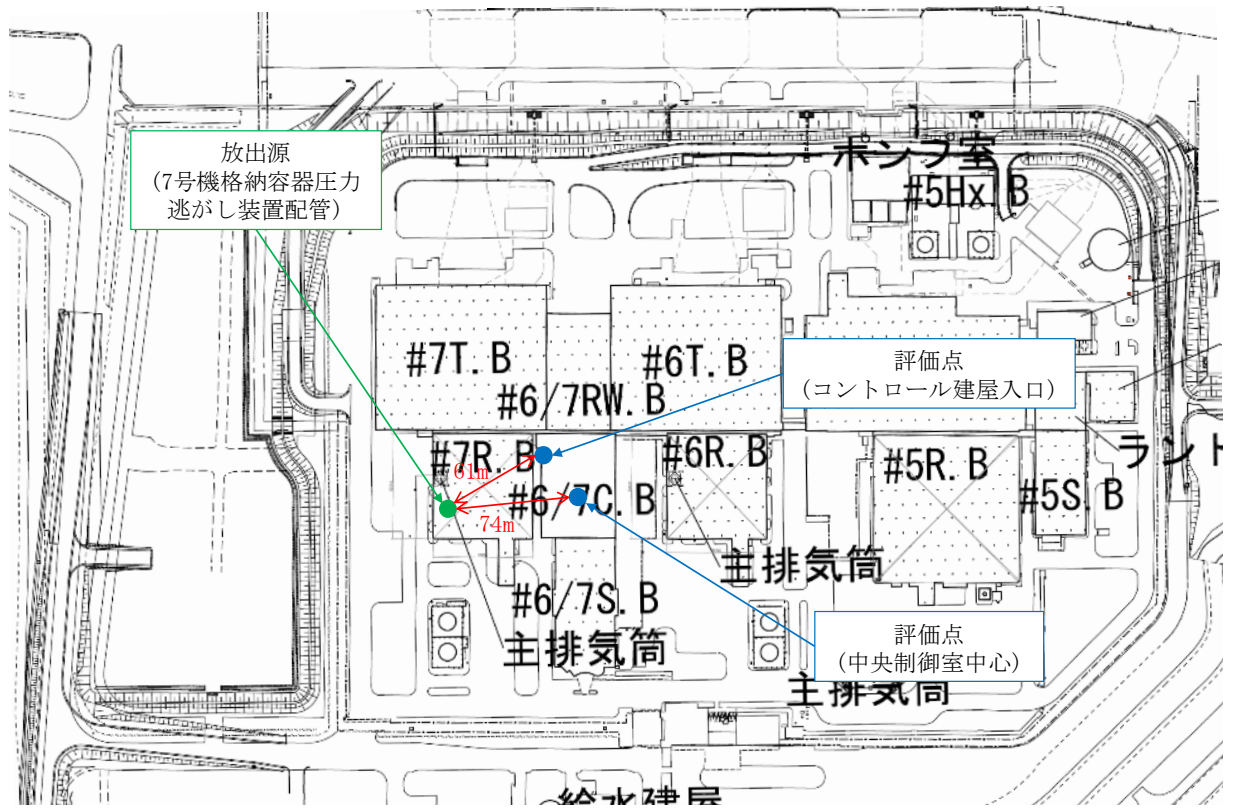 放出源
（7号機格納容器圧力
逃がし装置配管）
ポンプ室
#5Hx.B
#7T.B
#6T.B
#6/7RW.B
評価点
（コントロール建屋入口）
#7R.B
#6R.B
#5R.B
ラント
61m
#6/7C.B
#5S.B
74m
主排気筒
#6/7S.B
主排気筒
評価点
（中央制御室中心）
主排気筒
給水建屋